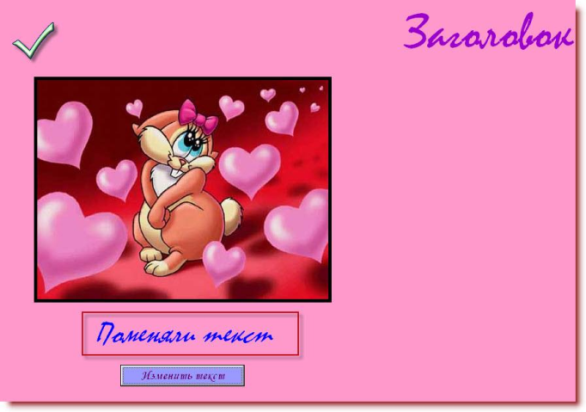 Заголовок
Поменяли текст
Изменить текст